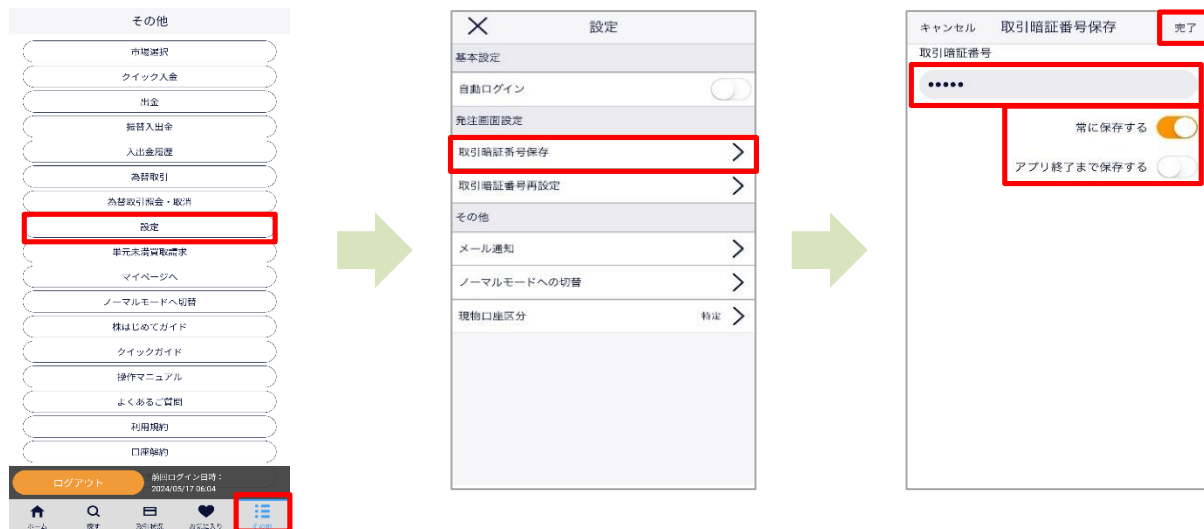 その他
市場選択
クイック入金
出金
振替入出金
入出金履歴
為替取引
為替取引照会・取消
設定
単元未満買取請求
マイページへ
ノーマルモードへ切替
株はじめてガイド
クイックガイド
操作マニュアル
よくあるご質問
利用規約
口座解約
ログアウト
前回ログイン日時：
2024/05/17 06:04
ホーム
探す
取引状況
お気に入り
その他
設定
基本設定
自動ログイン
発注画面設定
取引暗証番号保存
取引暗証番号再設定
その他
メール通知
ノーマルモードへの切替
現物口座区分 特定
キャンセル 取引暗証番号保存 完了
取引暗証番号
•••••
常に保存する
アプリ終了まで保存する